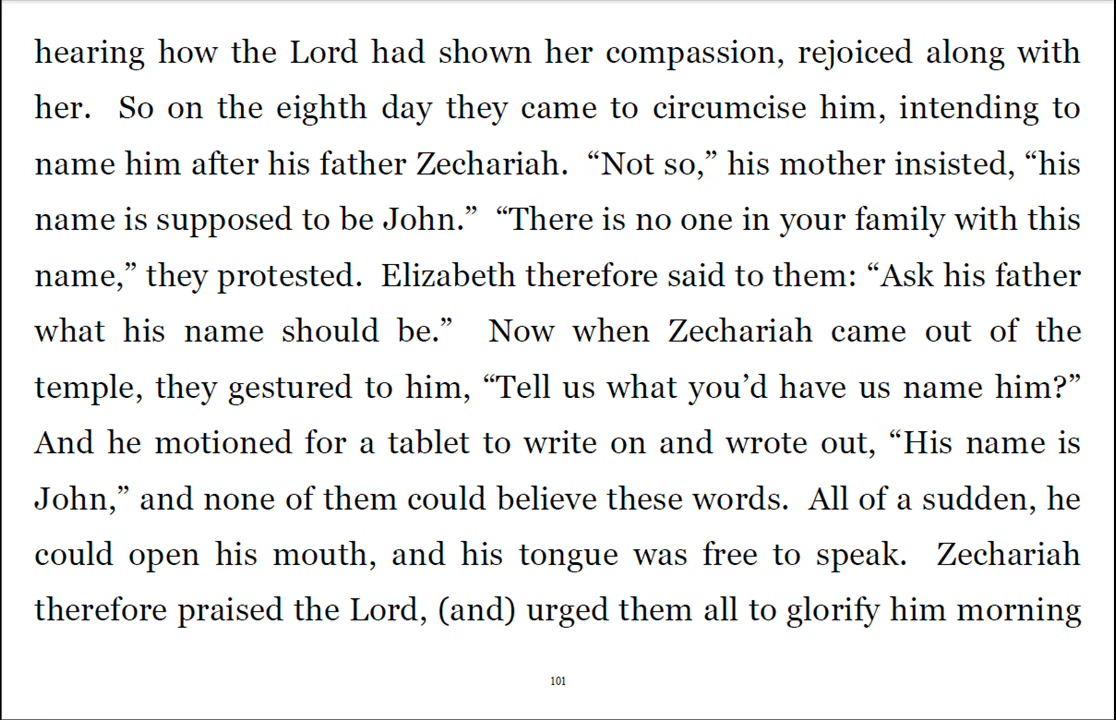 hearing how the Lord had shown her compassion, rejoiced along with
her.  So on the eighth day they came to circumcise him, intending to
name him after his father Zechariah.  “Not so,” his mother insisted, “his
name is supposed to be John.”  “There is no one in your family with this
name,” they protested.  Elizabeth therefore said to them: “Ask his father
what his name should be.”  Now when Zechariah came out of the
temple, they gestured to him, “Tell us what you’d have us name him?”
And he motioned for a tablet to write on and wrote out, “His name is
John,” and none of them could believe these words.  All of a sudden, he
could open his mouth, and his tongue was free to speak.  Zechariah
therefore praised the Lord, (and) urged them all to glorify him morning
101